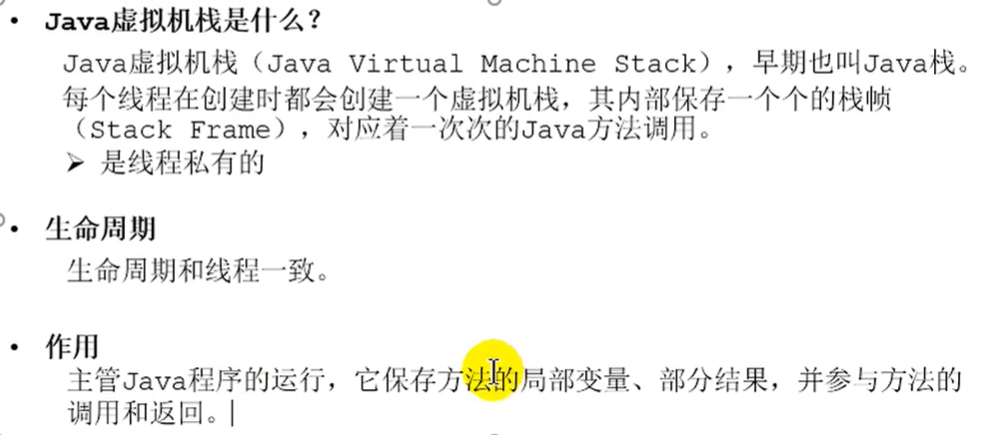 • Java虚拟机栈是什么？
Java虚拟机栈（Java Virtual Machine Stack），早期也叫Java栈。
每个线程在创建时都会创建一个虚拟机栈，其内部保存一个个的栈帧
（Stack Frame），对应着一次次的Java方法调用。
➢ 是线程私有的
• 生命周期
生命周期和线程一致。
• 作用
主管Java程序的运行，它保存方法的局部变量、部分结果，并参与方法的
调用和返回。